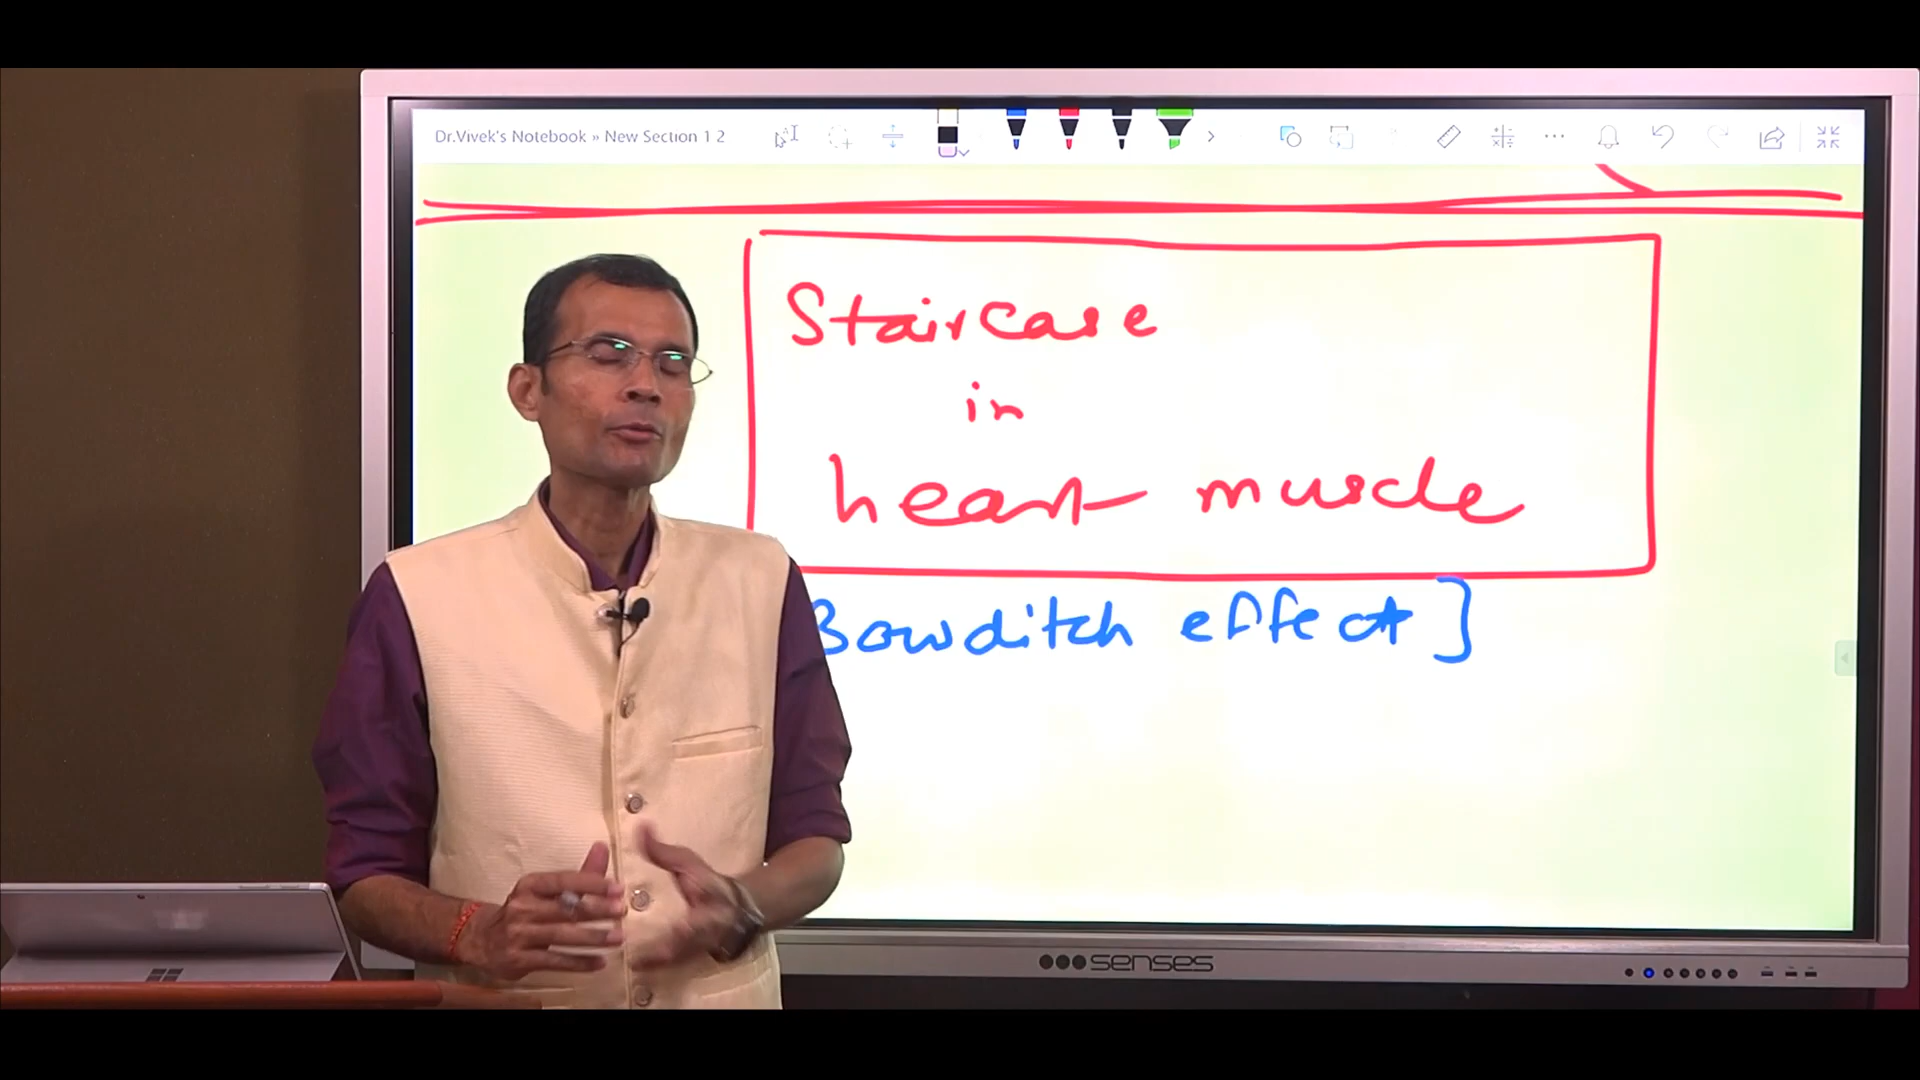 Dr.Vivek's Notebook » New Section 1 2
Staircase
in
heart muscle
Bowditch effect]
senses